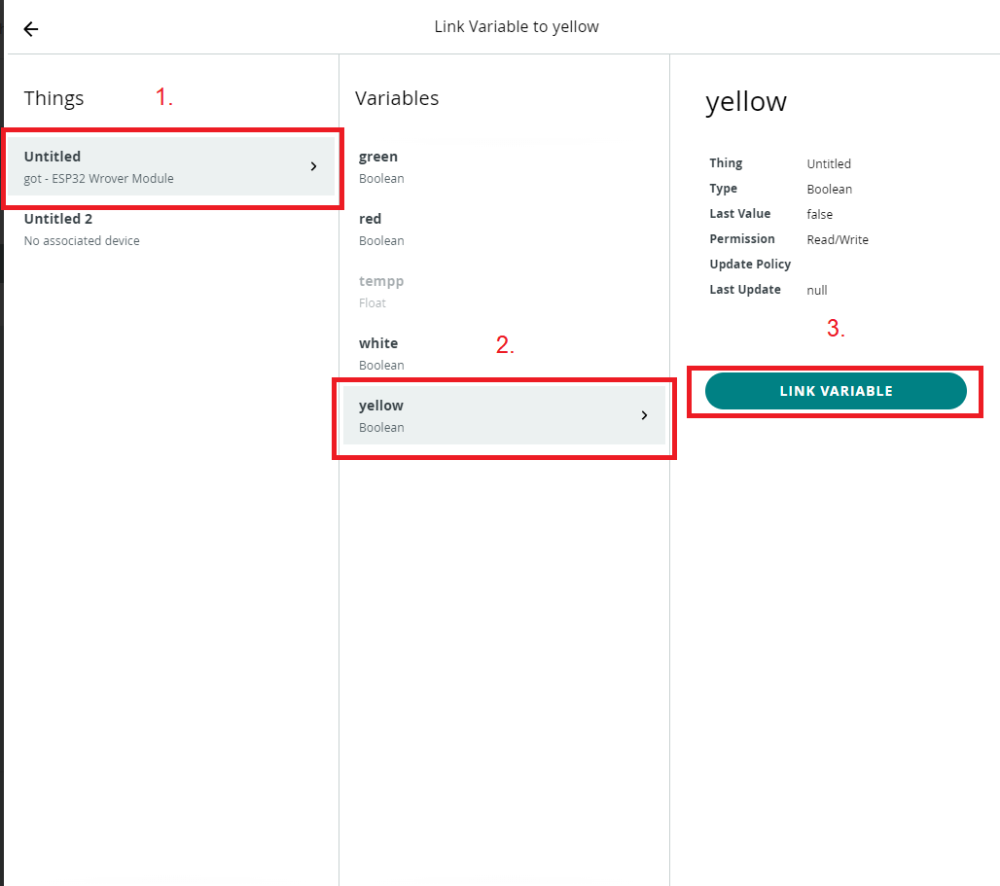 Link Variable to yellow
Things
1.
Untitled
got - ESP32 Wrover Module
Untitled 2
No associated device
Variables
green
Boolean
red
Boolean
tempp
Float
white
Boolean
2.
yellow
Boolean
yellow
Thing Untitled
Type Boolean
Last Value false
Permission Read/Write
Update Policy
Last Update null
3.
LINK VARIABLE